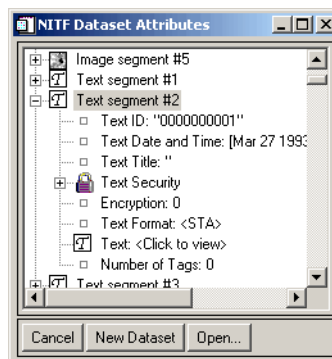 NITF Dataset Attributes
Image segment #5
Text segment #1
Text segment #2
Text ID: "0000000001"
Text Date and Time: [Mar 27 1993
Text Title: "
Text Security
Encryption: 0
Text Format: <STA>
Text: <Click to view>
Number of Tags: 0
Text segment #3
Cancel New Dataset Open...